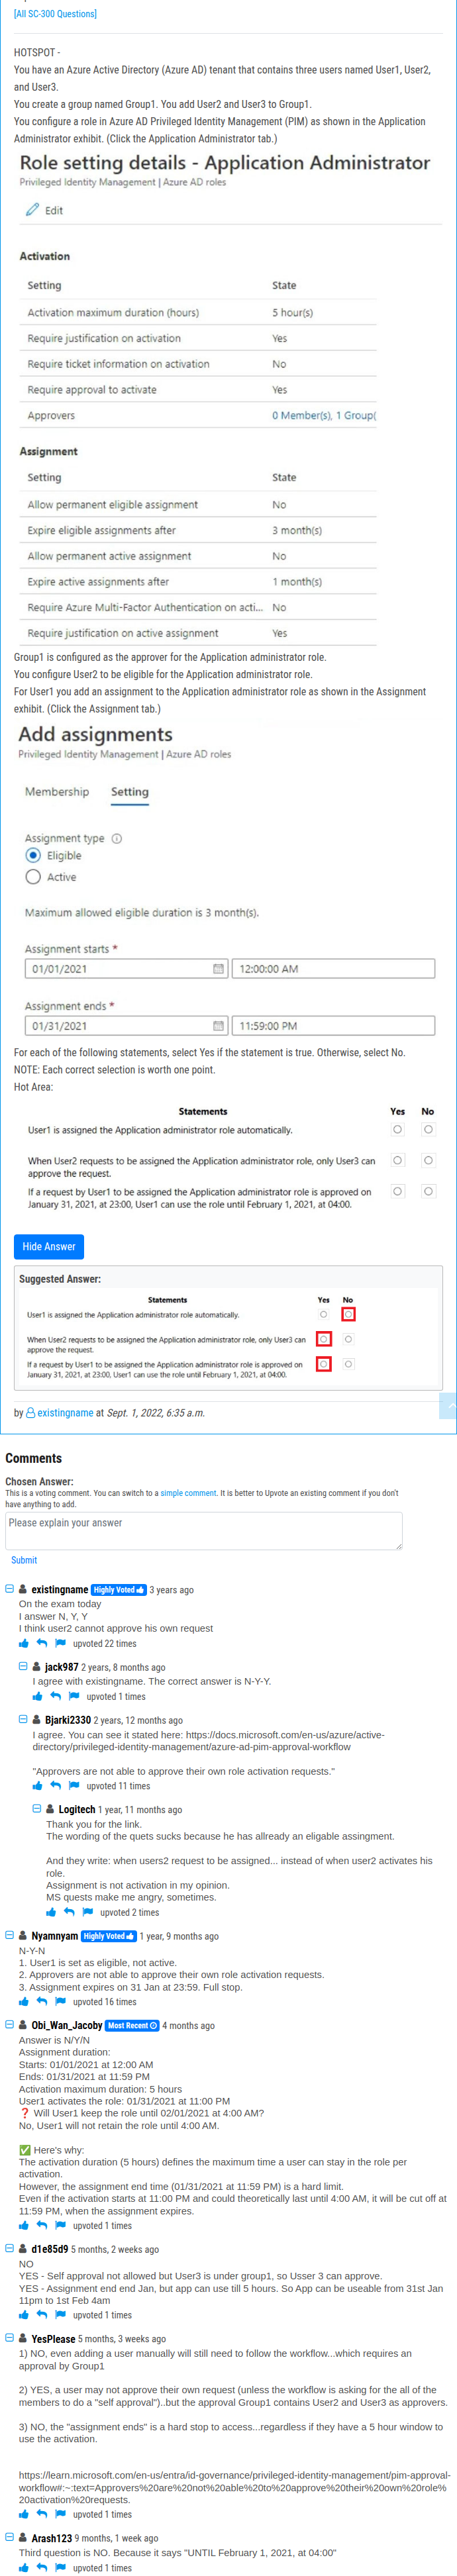 [All SC-300 Questions]
HOTSPOT -
You have an Azure Active Directory (Azure AD) tenant that contains three users named User1, User2,
and User3.
You create a group named Group1. You add User2 and User3 to Group1.
You configure a role in Azure AD Privileged Identity Management (PIM) as shown in the Application
Administrator exhibit. (Click the Application Administrator tab.)
Role setting details - Application Administrator
Privileged Identity Management | Azure AD roles
Edit
Activation
Setting State
Activation maximum duration (hours) 5 hour(s)
Require justification on activation Yes
Require ticket information on activation No
Require approval to activate Yes
Approvers 0 Member(s), 1 Group(
Assignment
Setting State
Allow permanent eligible assignment No
Expire eligible assignments after 3 month(s)
Allow permanent active assignment No
Expire active assignments after 1 month(s)
Require Azure Multi-Factor Authentication on acti... No
Require justification on active assignment Yes
Group1 is configured as the approver for the Application administrator role.
You configure User2 to be eligible for the Application administrator role.
For User1 you add an assignment to the Application administrator role as shown in the Assignment
exhibit. (Click the Assignment tab.)
Add assignments
Privileged Identity Management | Azure AD roles
Membership Setting
Assignment type
Eligible
Active
Maximum allowed eligible duration is 3 month(s).
Assignment starts *
01/01/2021 12:00:00 AM
Assignment ends *
01/31/2021 11:59:00 PM
For each of the following statements, select Yes if the statement is true. Otherwise, select No.
NOTE: Each correct selection is worth one point.
Hot Area:
Statements Yes No
User1 is assigned the Application administrator role automatically.
When User2 requests to be assigned the Application administrator role, only User3 can
approve the request.
If a request by User1 to be assigned the Application administrator role is approved on
January 31, 2021, at 23:00, User1 can use the role until February 1, 2021, at 04:00.
Hide Answer
Suggested Answer:
Statements Yes No
User1 is assigned the Application administrator role automatically.
When User2 requests to be assigned the Application administrator role, only User3 can
approve the request.
If a request by User1 to be assigned the Application administrator role is approved on
January 31, 2021, at 23:00, User1 can use the role until February 1, 2021, at 04:00.
by existingname at Sept. 1, 2022, 6:35 a.m.
Comments
Chosen Answer:
This is a voting comment. You can switch to a simple comment. It is better to Upvote an existing comment if you don't
have anything to add.
Please explain your answer
Submit
existingname Highly Voted 3 years ago
On the exam today
I answer N, Y, Y
I think user2 cannot approve his own request
upvoted 22 times
jack987 2 years, 8 months ago
I agree with existingname. The correct answer is N-Y-Y.
upvoted 1 times
Bjarki2330 2 years, 12 months ago
I agree. You can see it stated here: https://docs.microsoft.com/en-us/azure/active-
directory/privileged-identity-management/azure-ad-pim-approval-workflow
"Approvers are not able to approve their own role activation requests."
upvoted 11 times
Logitech 1 year, 11 months ago
Thank you for the link.
The wording of the quets sucks because he has allready an eligable assingment.
And they write: when users2 request to be assigned... instead of when user2 activates his
role.
Assignment is not activation in my opinion.
MS quests make me angry, sometimes.
upvoted 2 times
Nyamnyam Highly Voted 1 year, 9 months ago
N-Y-N
1. User1 is set as eligible, not active.
2. Approvers are not able to approve their own role activation requests.
3. Assignment expires on 31 Jan at 23:59. Full stop.
upvoted 16 times
Obi_Wan_Jacoby Most Recent 4 months ago
Answer is N/Y/N
Assignment duration:
Starts: 01/01/2021 at 12:00 AM
Ends: 01/31/2021 at 11:59 PM
Activation maximum duration: 5 hours
User1 activates the role: 01/31/2021 at 11:00 PM
❓ Will User1 keep the role until 02/01/2021 at 4:00 AM?
No, User1 will not retain the role until 4:00 AM.
✅ Here's why:
The activation duration (5 hours) defines the maximum time a user can stay in the role per
activation.
However, the assignment end time (01/31/2021 at 11:59 PM) is a hard limit.
Even if the activation starts at 11:00 PM and could theoretically last until 4:00 AM, it will be cut off at
11:59 PM, when the assignment expires.
upvoted 1 times
d1e85d9 5 months, 2 weeks ago
NO
YES - Self approval not allowed but User3 is under group1, so Usser 3 can approve.
YES - Assignment end end Jan, but app can use till 5 hours. So App can be useable from 31st Jan
11pm to 1st Feb 4am
upvoted 1 times
YesPlease 5 months, 3 weeks ago
1) NO, even adding a user manually will still need to follow the workflow...which requires an
approval by Group1
2) YES, a user may not approve their own request (unless the workflow is asking for the all of the
members to do a "self approval")..but the approval Group1 contains User2 and User3 as approvers.
3) NO, the "assignment ends" is a hard stop to access...regardless if they have a 5 hour window to
use the activation.
https://learn.microsoft.com/en-us/entra/id-governance/privileged-identity-management/pim-approval-
workflow#:~:text=Approvers%20are%20not%20able%20to%20approve%20their%20own%20role%
20activation%20requests.
upvoted 1 times
Arash123 9 months, 1 week ago
Third question is NO. Because it says "UNTIL February 1, 2021, at 04:00"
upvoted 1 times